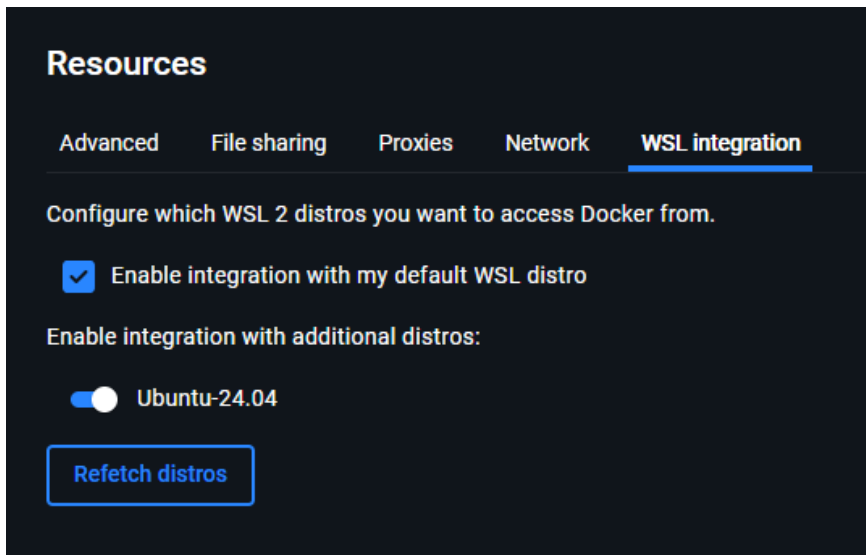 Resources
Advanced File sharing Proxies Network WSL integration
Configure which WSL 2 distros you want to access Docker from.
Enable integration with my default WSL distro
Enable integration with additional distros:
Ubuntu-24.04
Refetch distros